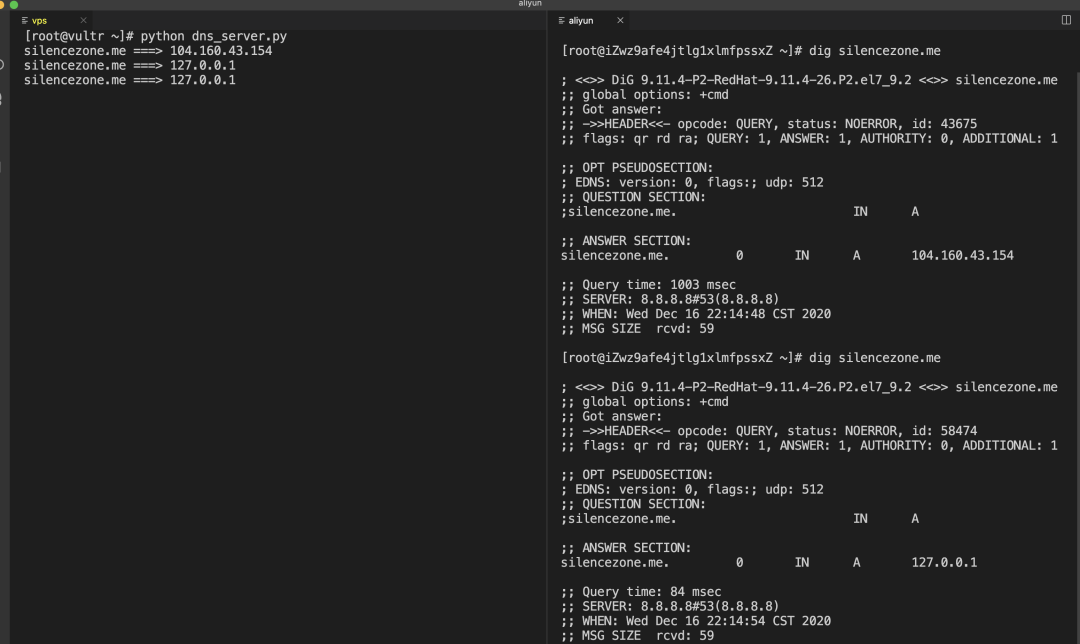 aliyun
vps
[root@vultr ~]# python dns_server.py
silencezone.me ===> 104.160.43.154
silencezone.me ===> 127.0.0.1
silencezone.me ===> 127.0.0.1
aliyun
[root@iZwz9afe4jtlg1xlmfpssxZ ~]# dig silencezone.me
; <<>> DiG 9.11.4-P2-RedHat-9.11.4-26.P2.el7_9.2 <<>> silencezone.me
;; global options: +cmd
;; Got answer:
;; ->>HEADER<<- opcode: QUERY, status: NOERROR, id: 43675
;; flags: qr rd ra; QUERY: 1, ANSWER: 1, AUTHORITY: 0, ADDITIONAL: 1
;; OPT PSEUDOSECTION:
; EDNS: version: 0, flags:; udp: 512
;; QUESTION SECTION:
;silencezone.me. IN A
;; ANSWER SECTION:
silencezone.me. 0 IN A 104.160.43.154
;; Query time: 1003 msec
;; SERVER: 8.8.8.8#53(8.8.8.8)
;; WHEN: Wed Dec 16 22:14:48 CST 2020
;; MSG SIZE rcvd: 59
[root@iZwz9afe4jtlg1xlmfpssxZ ~]# dig silencezone.me
; <<>> DiG 9.11.4-P2-RedHat-9.11.4-26.P2.el7_9.2 <<>> silencezone.me
;; global options: +cmd
;; Got answer:
;; ->>HEADER<<- opcode: QUERY, status: NOERROR, id: 58474
;; flags: qr rd ra; QUERY: 1, ANSWER: 1, AUTHORITY: 0, ADDITIONAL: 1
;; OPT PSEUDOSECTION:
; EDNS: version: 0, flags:; udp: 512
;; QUESTION SECTION:
;silencezone.me. IN A
;; ANSWER SECTION:
silencezone.me. 0 IN A 127.0.0.1
;; Query time: 84 msec
;; SERVER: 8.8.8.8#53(8.8.8.8)
;; WHEN: Wed Dec 16 22:14:54 CST 2020
;; MSG SIZE rcvd: 59